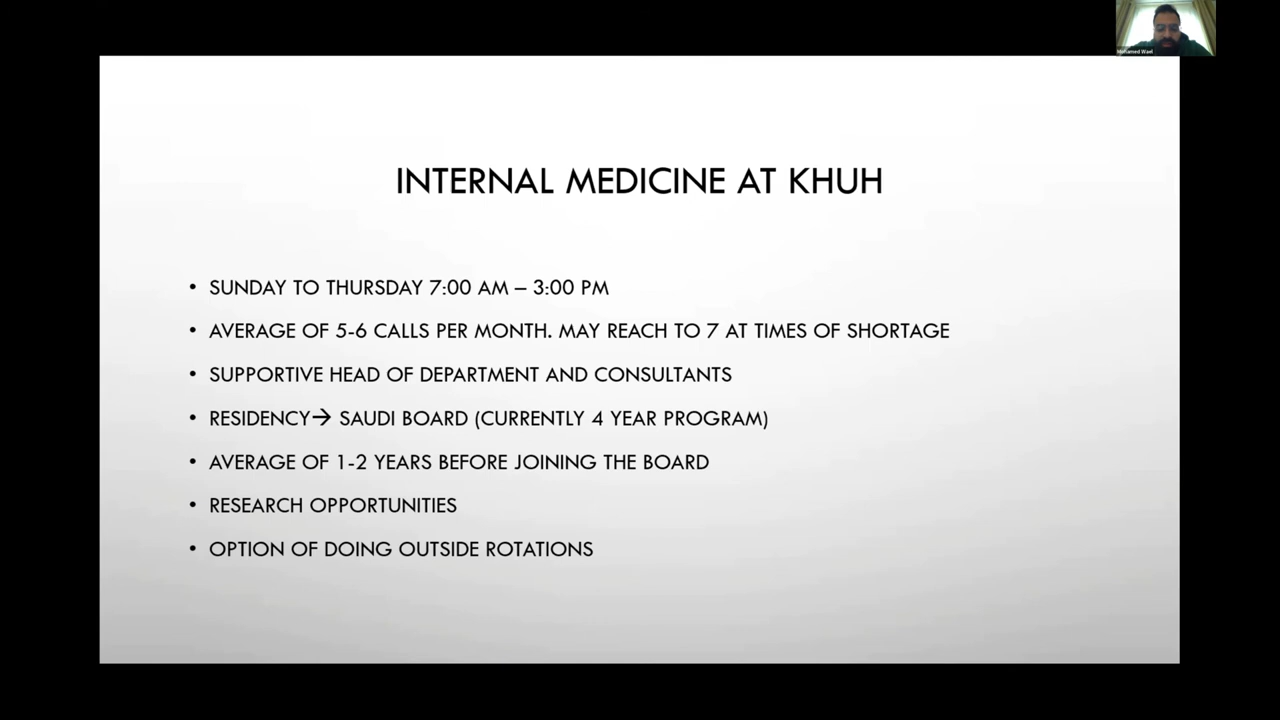 Mohamed Wael
INTERNAL MEDICINE AT KHUH
• SUNDAY TO THURSDAY 7:00 AM – 3:00 PM
• AVERAGE OF 5-6 CALLS PER MONTH. MAY REACH TO 7 AT TIMES OF SHORTAGE
• SUPPORTIVE HEAD OF DEPARTMENT AND CONSULTANTS
• RESIDENCY→ SAUDI BOARD (CURRENTLY 4 YEAR PROGRAM)
• AVERAGE OF 1-2 YEARS BEFORE JOINING THE BOARD
• RESEARCH OPPORTUNITIES
• OPTION OF DOING OUTSIDE ROTATIONS